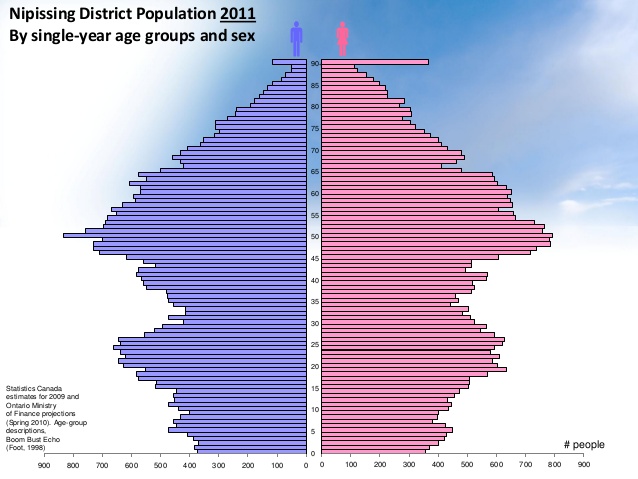 Nipissing District Population 2011
By single-year age groups and sex
90
80
85
75
70
65
60
55
50
45
40
35
30
25
20
15
10
5
0
Statistics Canada
estimates for 2009 and
Ontario Ministry
of Finance projections
(Spring 2010). Age-group
descriptions,
Boom Bust Echo
(Foot, 1998)
# people
900 800 700 600 500 400 300 200 100 0
0 100 200 300 400 500 600 700 800 900